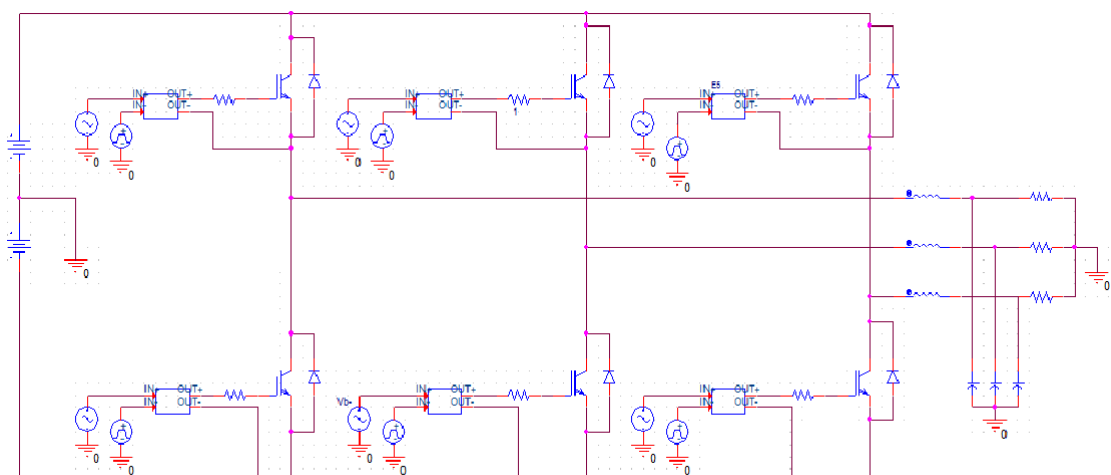 E5
IN+ OUT+
IN- OUT-
IN+ OUT+
IN- OUT-
IN+ OUT+
IN- OUT-
1
0
0
0
0
0
0
0
0
IN+ OUT+
IN- OUT-
Vb-
IN+ OUT+
IN- OUT-
IN+ OUT+
IN- OUT-
0
0
0
0
0
0
0